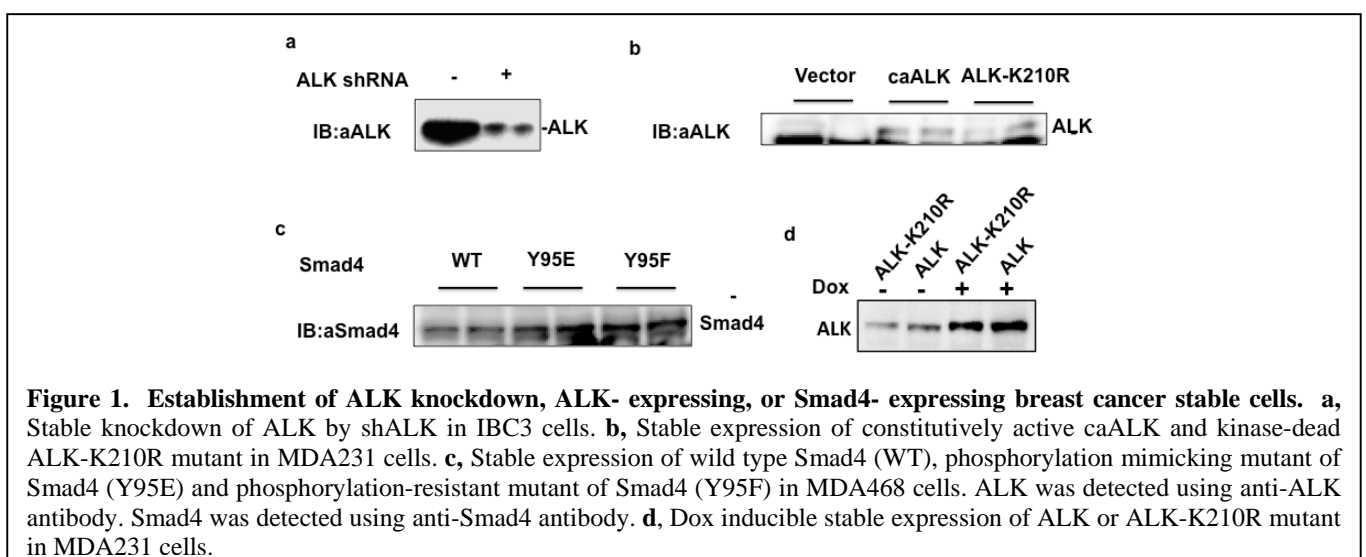 a
ALK shRNA - +
IB:aALK -ALK
b
Vector caALK ALK-K210R
IB:aALK ALK
c
Smad4 WT Y95E Y95F
IB:aSmad4 - Smad4
d
ALK-K210R ALK ALK-K210R ALK
Dox - - + +
ALK
Figure 1. Establishment of ALK knockdown, ALK- expressing, or Smad4- expressing breast cancer stable cells. a,
Stable knockdown of ALK by shALK in IBC3 cells. b, Stable expression of constitutively active caALK and kinase-dead
ALK-K210R mutant in MDA231 cells. c, Stable expression of wild type Smad4 (WT), phosphorylation mimicking mutant of
Smad4 (Y95E) and phosphorylation-resistant mutant of Smad4 (Y95F) in MDA468 cells. ALK was detected using anti-ALK
antibody. Smad4 was detected using anti-Smad4 antibody. d, Dox inducible stable expression of ALK or ALK-K210R mutant
in MDA231 cells.